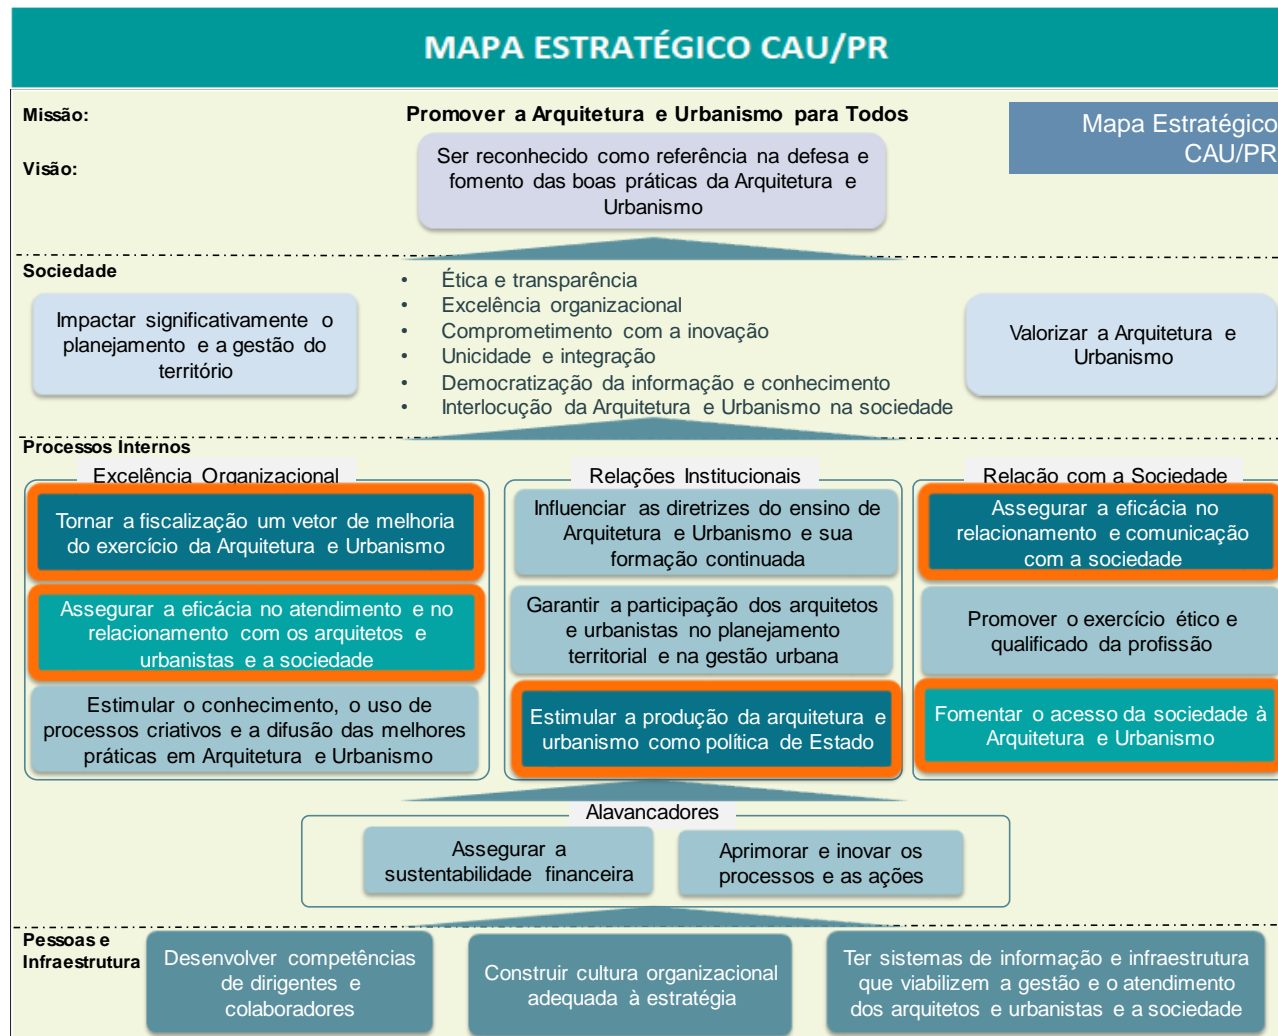 MAPA ESTRATÉGICO CAU/PR
Missão:
Promover a Arquitetura e Urbanismo para Todos
Mapa Estratégico
CAU/PR
Visão:
Ser reconhecido como referência na defesa e
fomento das boas práticas da Arquitetura e
Urbanismo
Sociedade
Impactar significativamente o
planejamento e a gestão do
território
• Ética e transparência
• Excelência organizacional
• Comprometimento com a inovação
• Unicidade e integração
• Democratização da informação e conhecimento
• Interlocução da Arquitetura e Urbanismo na sociedade
Valorizar a Arquitetura e
Urbanismo
Processos Internos
Excelência Organizacional
Tornar a fiscalização um vetor de melhoria
do exercício da Arquitetura e Urbanismo
Assegurar a eficácia no atendimento e no
relacionamento com os arquitetos e
urbanistas e a sociedade
Estimular o conhecimento, o uso de
processos criativos e a difusão das melhores
práticas em Arquitetura e Urbanismo
Relações Institucionais
Influenciar as diretrizes do ensino de
Arquitetura e Urbanismo e sua
formação continuada
Garantir a participação dos arquitetos
e urbanistas no planejamento
territorial e na gestão urbana
Estimular a produção da arquitetura e
urbanismo como política de Estado
Relação com a Sociedade
Assegurar a eficácia no
relacionamento e comunicação
com a sociedade
Promover o exercício ético e
qualificado da profissão
Fomentar o acesso da sociedade à
Arquitetura e Urbanismo
Alavancadores
Assegurar a
sustentabilidade financeira
Aprimorar e inovar os
processos e as ações
Pessoas e
Infraestrutura
Desenvolver competências
de dirigentes e
colaboradores
Construir cultura organizacional
adequada à estratégia
Ter sistemas de informação e infraestrutura
que viabilizem a gestão e o atendimento
dos arquitetos e urbanistas e a sociedade